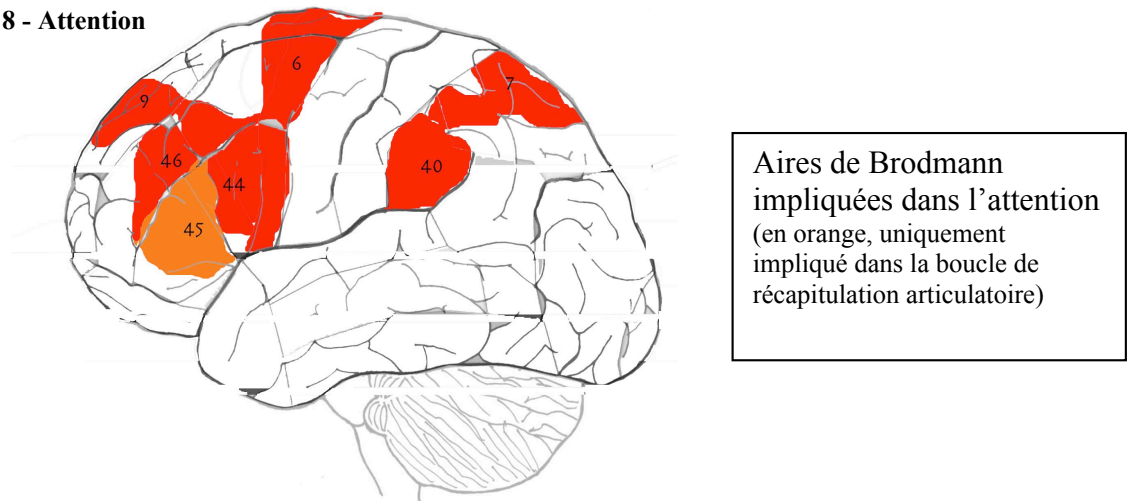 8 - Attention
6
9
7
46
40
44
45
Aires de Brodmann
impliquées dans l’attention
(en orange, uniquement
impliqué dans la boucle de
récapitulation articulatoire)